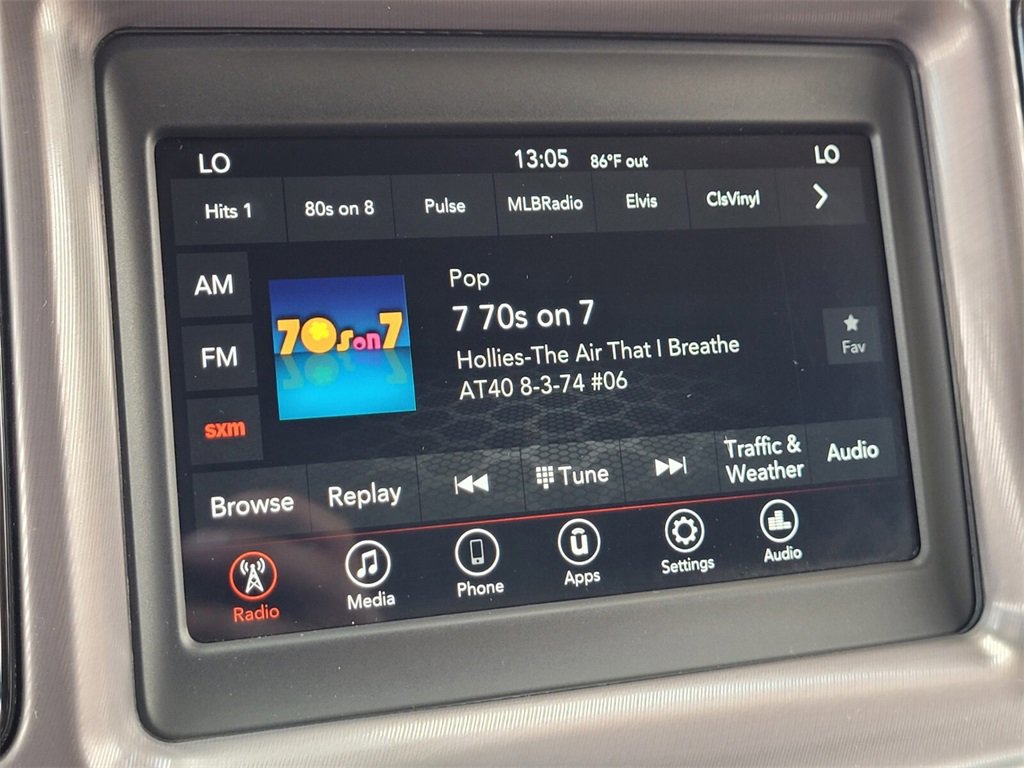 LO 13:05 86°F out LO
Hits 1 80s on 8 Pulse MLBRadio Elvis ClsVinyl
AM
FM
sxm
70s on 7
Pop
7 70s on 7
Hollies-The Air That I Breathe
AT40 8-3-74 #06
Fav
Browse Replay Tune Traffic & Weather Audio
Radio Media Phone Apps Settings Audio